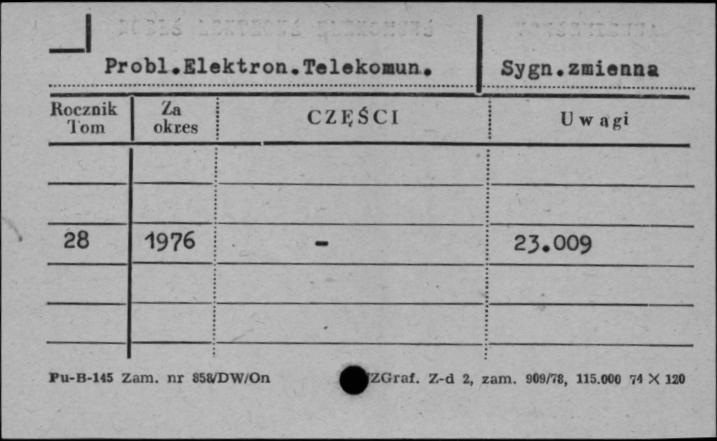 Probl.Elektron.Telekomun.
Sygn.zmienna
Rocznik Tom
Za okres
CZĘŚCI
Uwagi
28 1976 - 23.009
Pu-B-145 Zam. nr 858/DW/On
ZGraf. Z-d 2, zam. 909/78, 115.000 74 X 120